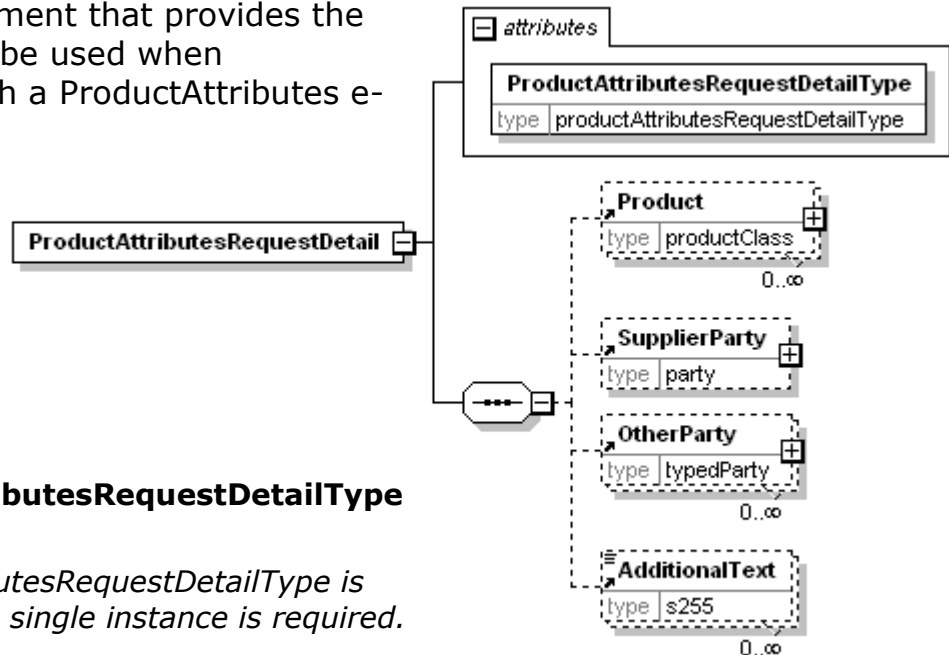 ment that provides the
be used when
h a ProductAttributes e-
ibutesRequestDetailType
utesRequestDetailType is
single instance is required.
attributes
ProductAttributesRequestDetailType
type productAttributesRequestDetailType
ProductAttributesRequestDetail
Product
type productClass
0..∞
SupplierParty
type party
OtherParty
type typedParty
0..∞
AdditionalText
type s255
0..∞